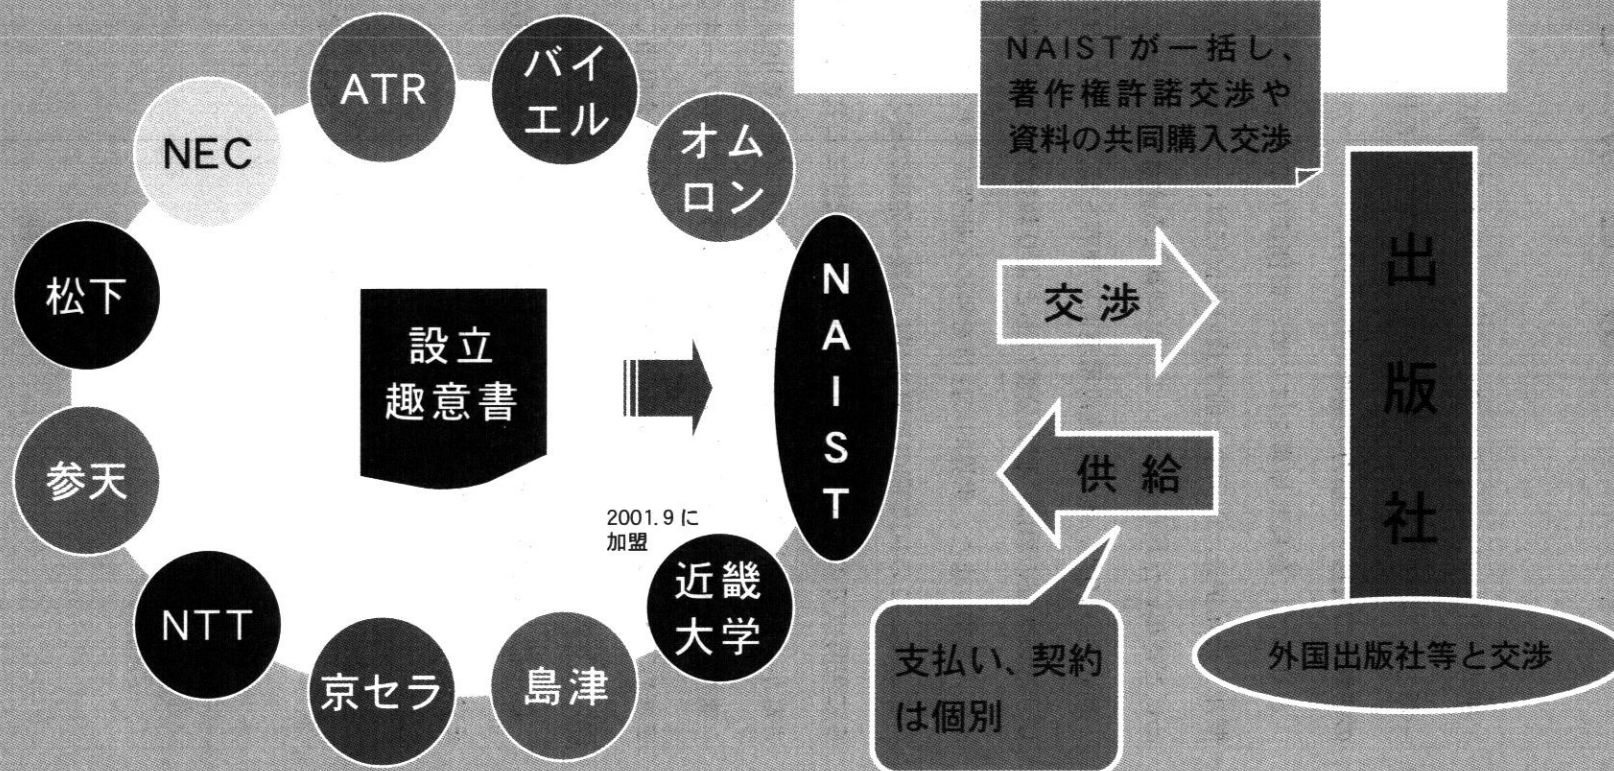 ATR
バイ
エル
オム
ロン
NEC
松下
参天
NTT
京セラ
島津
近畿
大学
2001.9に
加盟
設立
趣意書
NAIST
NAISTが一括し、
著作権許諾交渉や
資料の共同購入交渉
交渉
供給
支払い、契約
は個別
出版社
外国出版社等と交渉